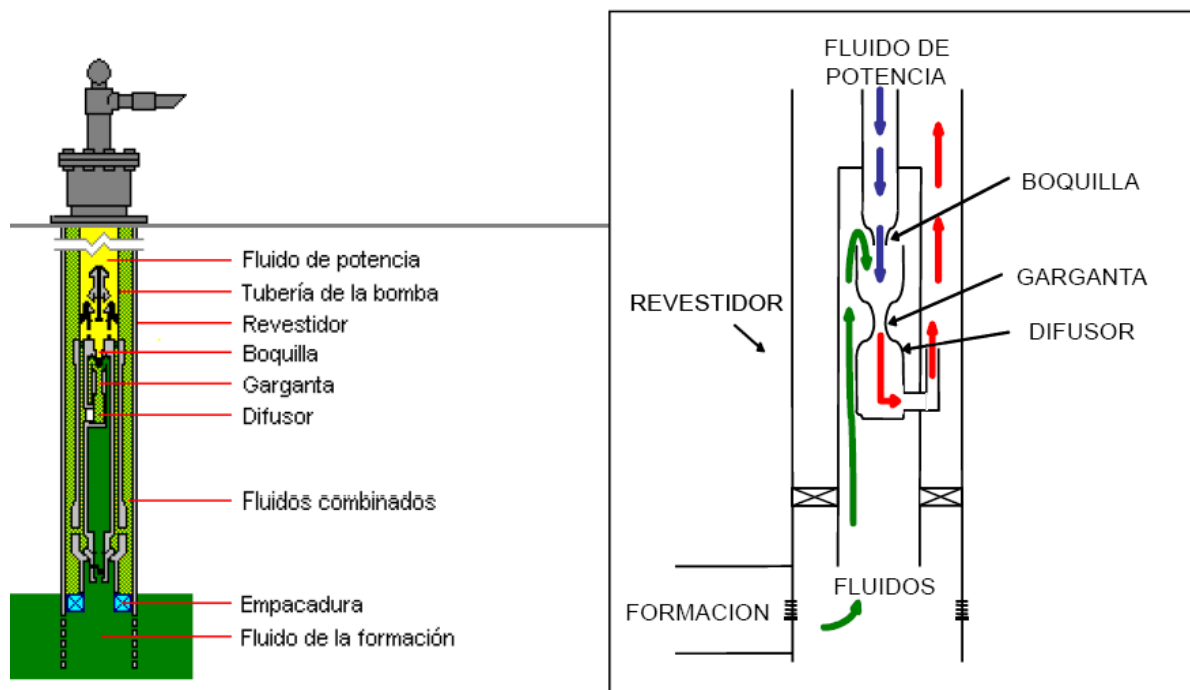 Fluido de potencia
Tubería de la bomba
Revestidor
Boquilla
Garganta
Difusor
Fluidos combinados
Empacadura
Fluido de la formación
FLUIDO DE
POTENCIA
BOQUILLA
GARGANTA
REVESTIDOR
DIFUSOR
FLUIDOS
FORMACION